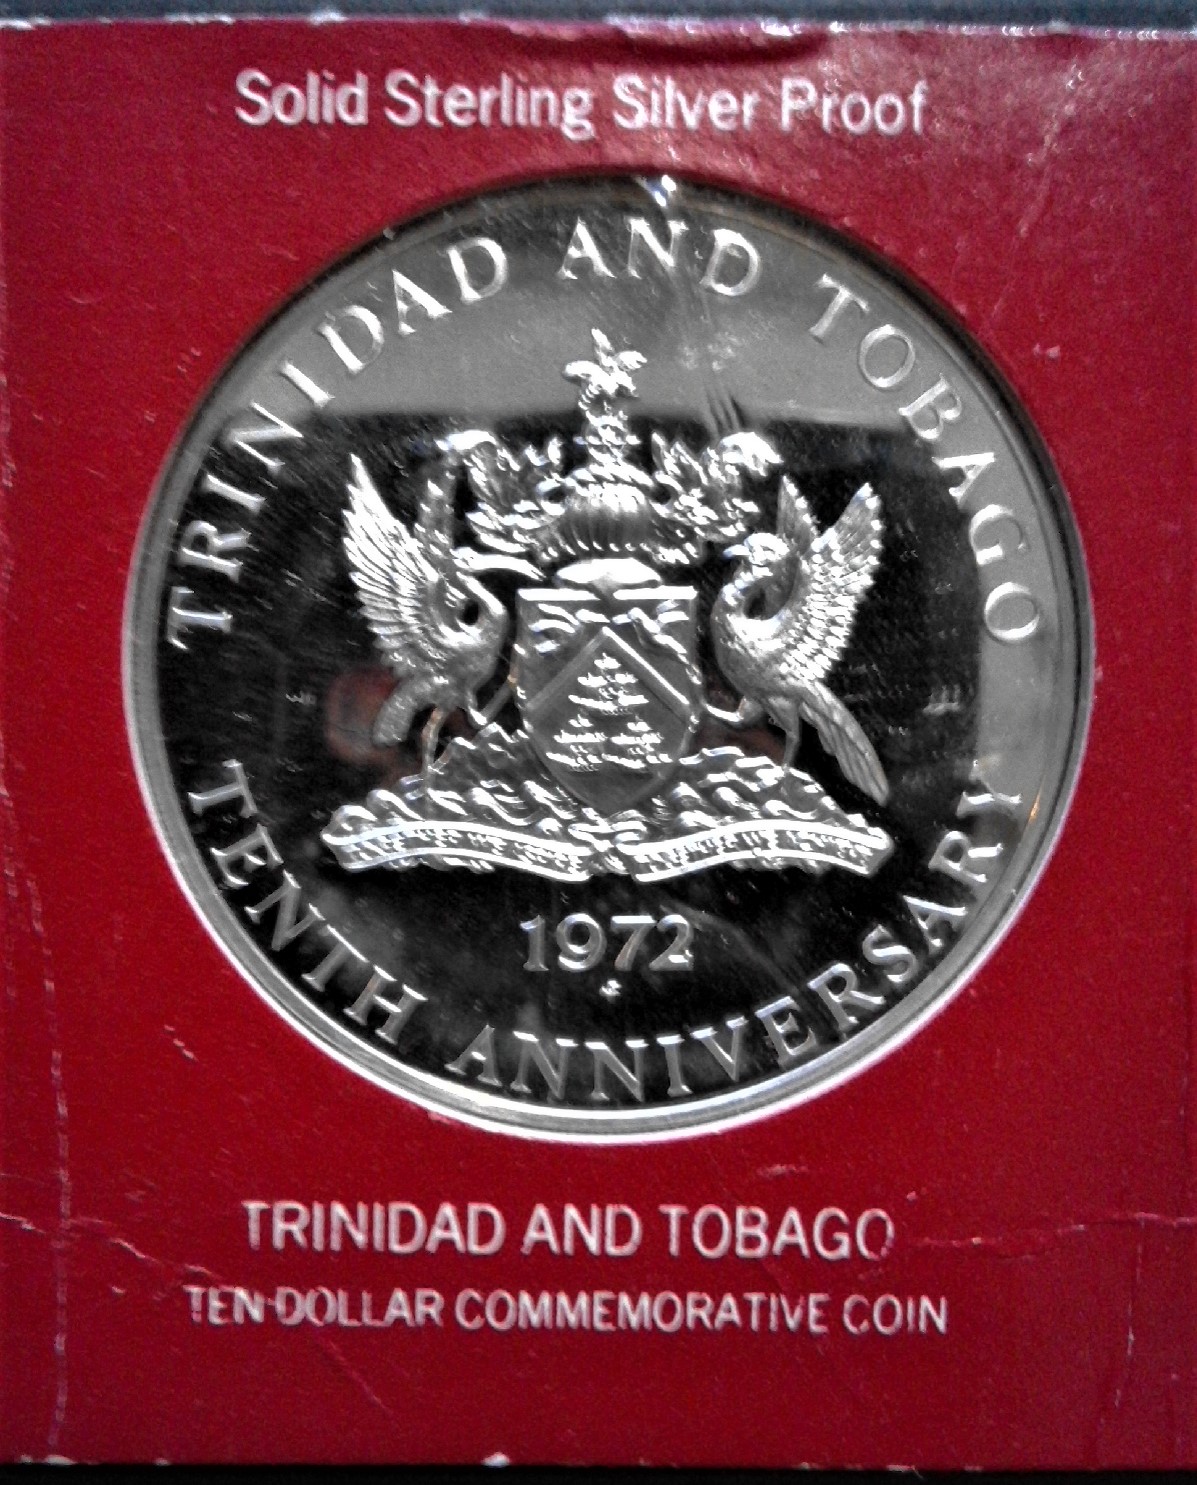 Solid Sterling Silver Proof
TRINIDAD AND TOBAGO
1972
TENTH ANNIVERSARY
TRINIDAD AND TOBAGO
TEN-DOLLAR COMMEMORATIVE COIN